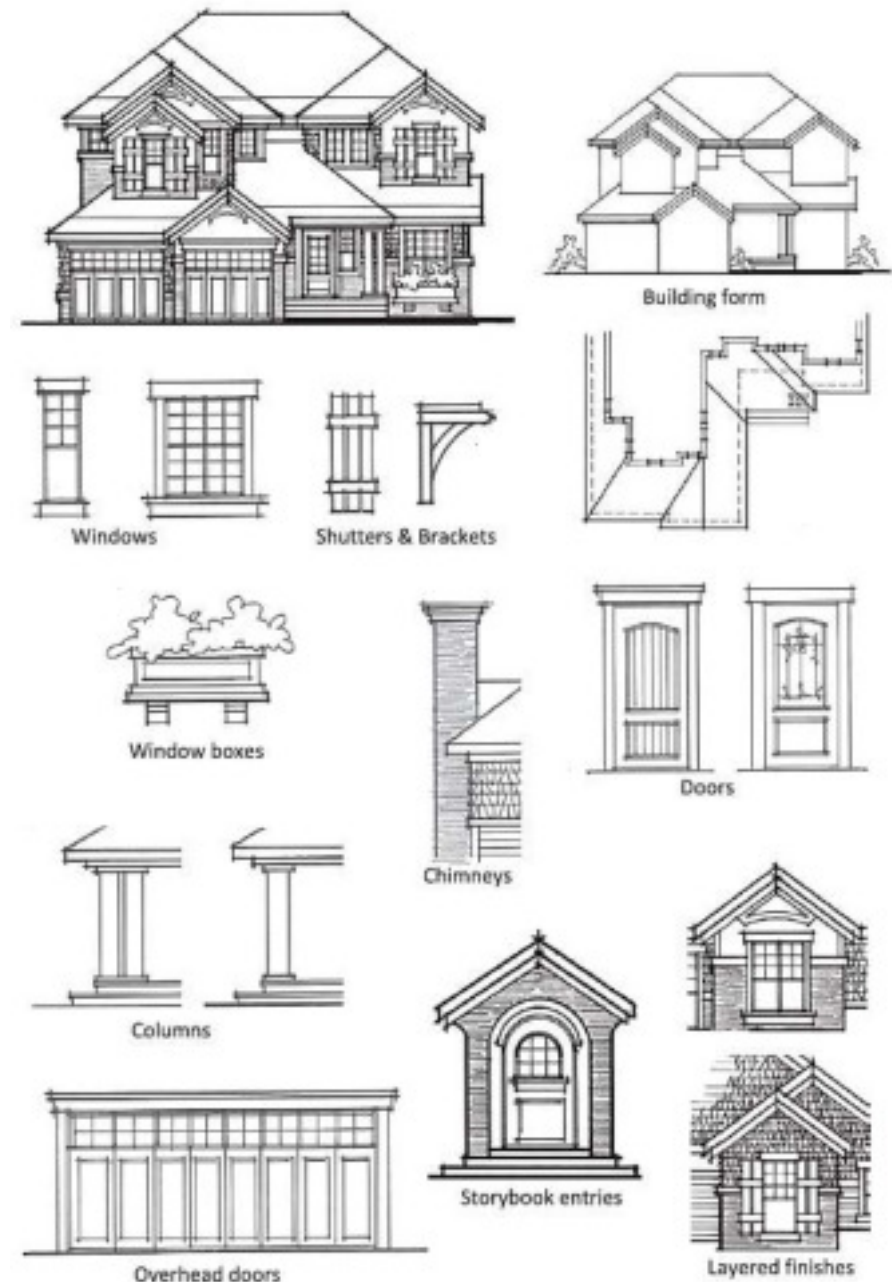 Building form
Windows
Shutters & Brackets
Window boxes
Doors
Chimneys
Columns
Storybook entries
Overhead doors
Layered finishes